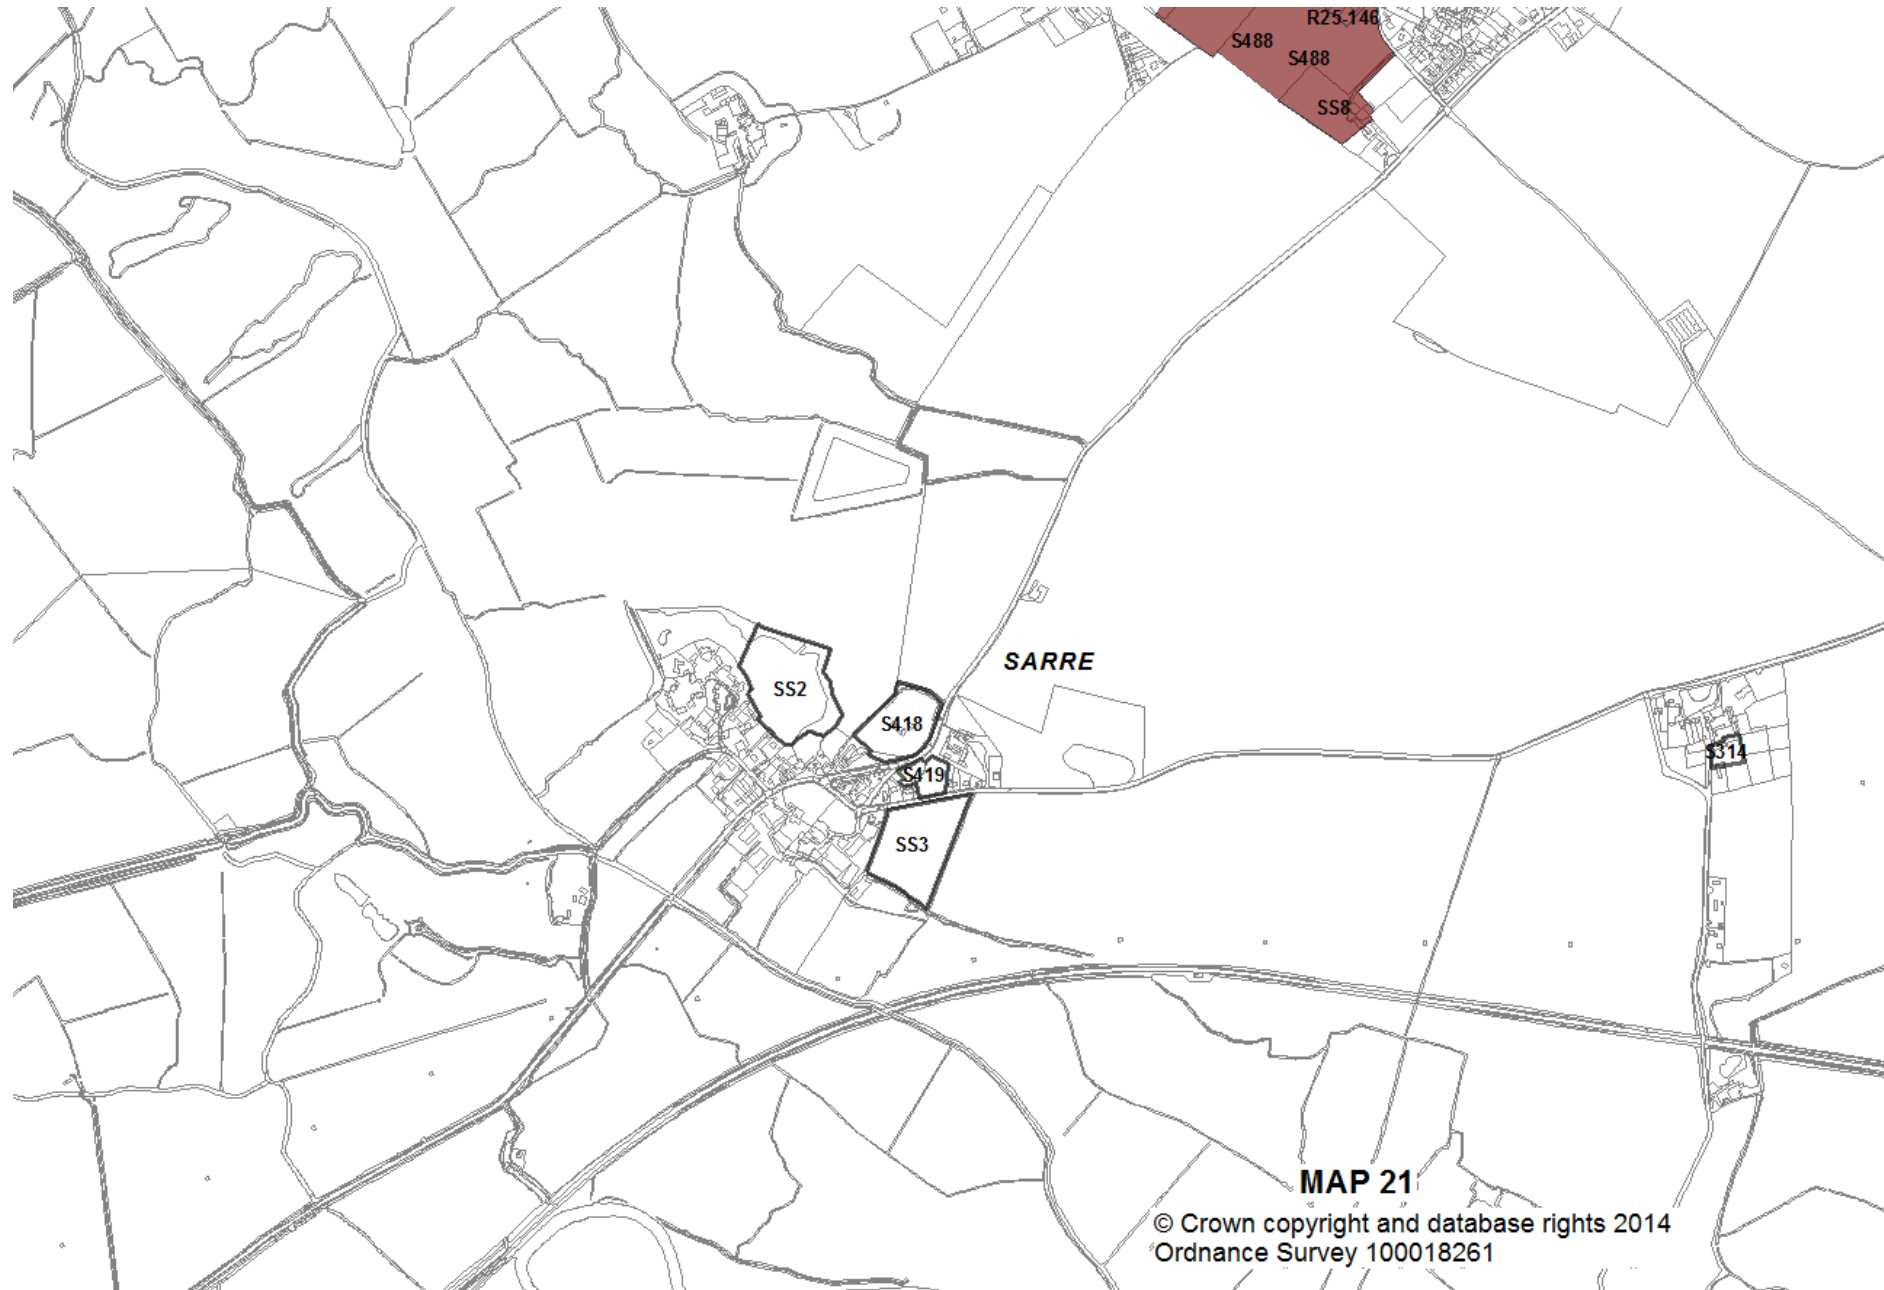 R25-146
S488
S488
SS8
SARRE
SS2
S418
S314
S419
SS3
MAP 21
© Crown copyright and database rights 2014
Ordnance Survey 100018261